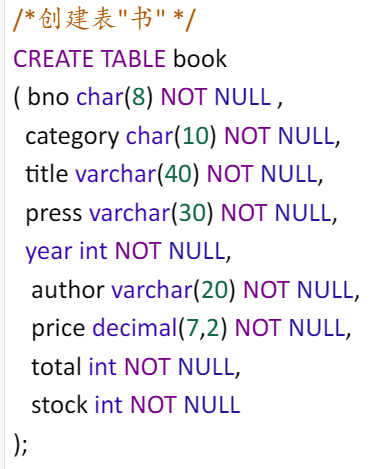 /*创建表"书" */
CREATE TABLE book
( bno char(8) NOT NULL ,
category char(10) NOT NULL,
title varchar(40) NOT NULL,
press varchar(30) NOT NULL,
year int NOT NULL,
author varchar(20) NOT NULL,
price decimal(7,2) NOT NULL,
total int NOT NULL,
stock int NOT NULL
);